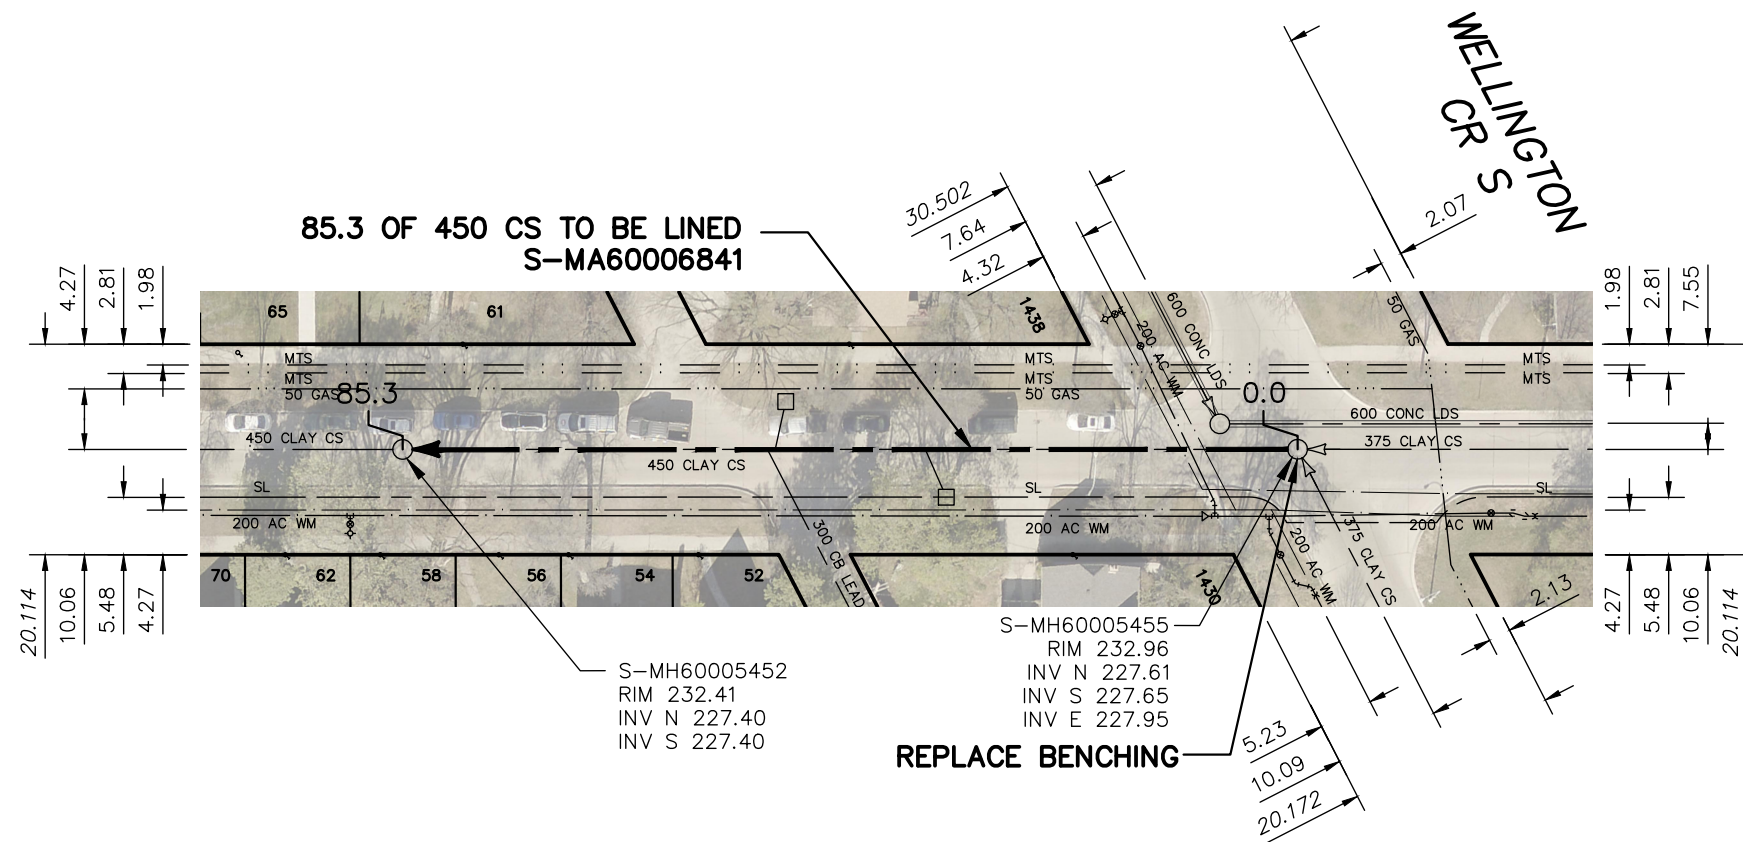 WELLINGTON
CR S
2.07
30.502
7.64
4.32
85.3 OF 450 CS TO BE LINED
S-MA60006841
4.27
2.81
1.98
1.98
2.81
7.55
65
61
1438
600 CONC LDS
200 AC WM
50 GAS
MTS
MTS
50 GAS
MTS
MTS
50 GAS
MTS
MTS
85.3
0.0
600 CONC LDS
450 CLAY CS
450 CLAY CS
375 CLAY CS
SL
SL
SL
200 AC WM
200 AC WM
200 AC WM
300 CB LEAD
200 AC WM
375 CLAY CS
70
62
58
56
54
52
1430
20.114
10.06
5.48
4.27
2.13
4.27
5.48
10.06
20.114
S-MH60005452
RIM 232.41
INV N 227.40
INV S 227.40
S-MH60005455
RIM 232.96
INV N 227.61
INV S 227.65
INV E 227.95
REPLACE BENCHING
5.23
10.09
20.172